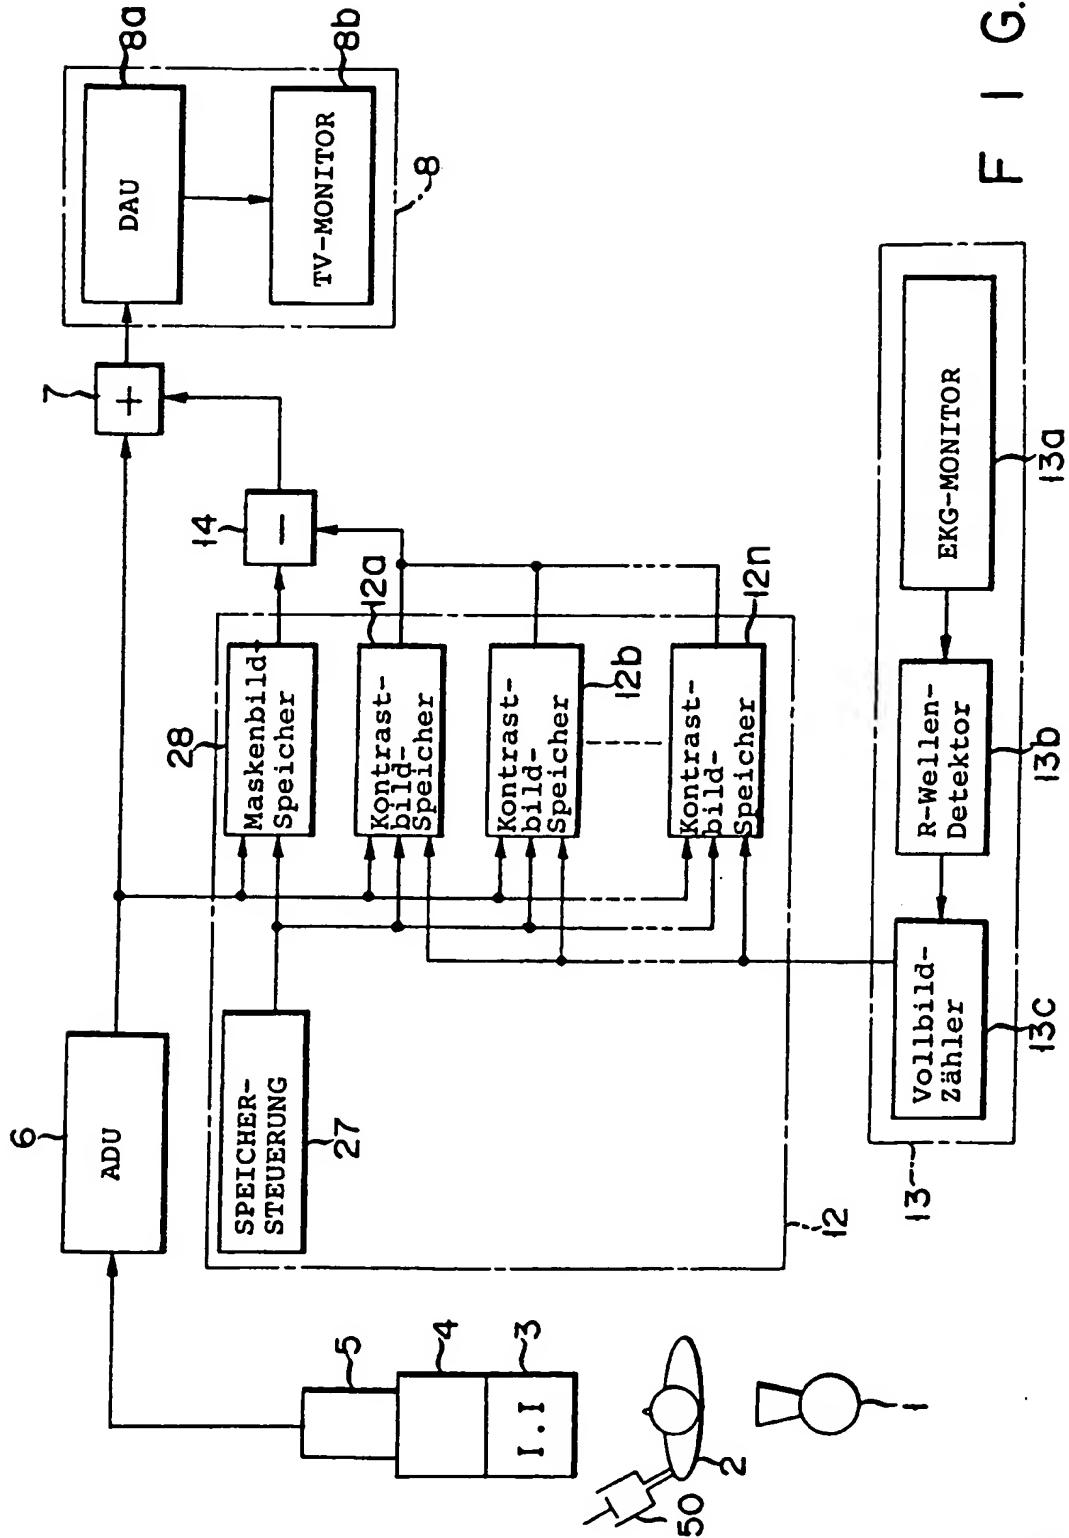 8a
DAU
8b
TV-MONITOR
8
7
+
14
−
28
Maskenbild-
Speicher
12a
Kontrast-
bild-
Speicher
12b
Kontrast-
bild-
Speicher
12n
Kontrast-
bild-
Speicher
6
ADU
SPEICHER-
STEUERUNG
27
12
EKG-MONITOR
13a
R-Wellen-
Detektor
13b
Vollbild-
Zähler
13c
13
5
4
3
I.I
2
50
1
FIG.